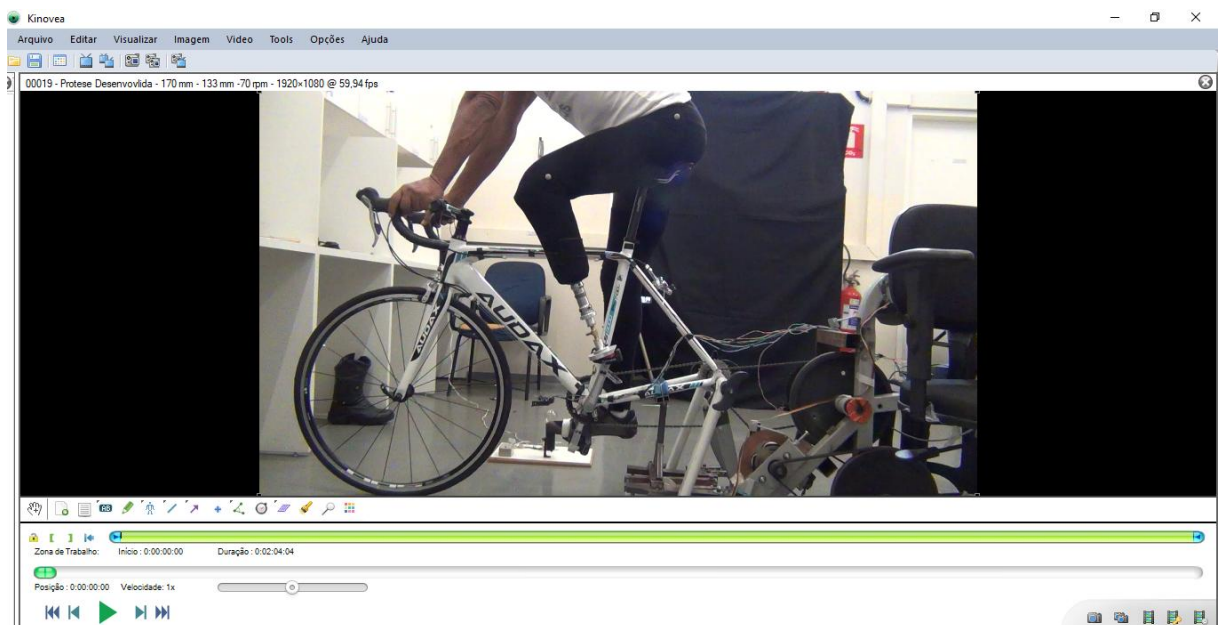 Kinovea
Arquivo Editar Visualizar Imagem Video Tools Opções Ajuda
00019 - Protese Desenvovlida - 170 mm - 133 mm -70 rpm - 1920×1080 @ 59,94 fps
AUDAX
AUDAX
Zona de Trabalho: Início : 0:00:00:00 Duração : 0:02:04:04
Posição : 0:00:00:00 Velocidade: 1x